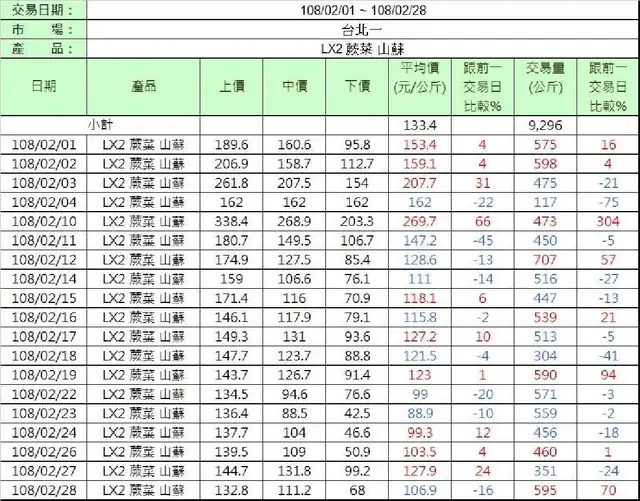 交易日期： 108/02/01 ~ 108/02/28
市 場： 台北一
產 品： LX2 蕨菜 山蘇
日期 產品 上價 中價 下價 平均價(元/公斤) 跟前一交易日比較% 交易量(公斤) 跟前一交易日比較%
小計 133.4 9,296
108/02/01 LX2 蕨菜 山蘇 189.6 160.6 95.8 153.4 4 575 16
108/02/02 LX2 蕨菜 山蘇 206.9 158.7 112.7 159.1 4 598 4
108/02/03 LX2 蕨菜 山蘇 261.8 207.5 154 207.7 31 475 -21
108/02/04 LX2 蕨菜 山蘇 162 162 162 162 -22 117 -75
108/02/10 LX2 蕨菜 山蘇 338.4 268.9 203.3 269.7 66 473 304
108/02/11 LX2 蕨菜 山蘇 180.7 149.5 106.7 147.2 -45 450 -5
108/02/12 LX2 蕨菜 山蘇 174.9 127.5 85.4 128.6 -13 707 57
108/02/14 LX2 蕨菜 山蘇 159 106.6 76.1 111 -14 516 -27
108/02/15 LX2 蕨菜 山蘇 171.4 116 70.9 118.1 6 447 -13
108/02/16 LX2 蕨菜 山蘇 146.1 117.9 79.1 115.8 -2 539 21
108/02/17 LX2 蕨菜 山蘇 149.3 131 93.6 127.2 10 513 -5
108/02/18 LX2 蕨菜 山蘇 147.7 123.7 88.8 121.5 -4 304 -41
108/02/19 LX2 蕨菜 山蘇 143.7 126.7 91.4 123 1 590 94
108/02/22 LX2 蕨菜 山蘇 134.5 94.6 76.6 99 -20 571 -3
108/02/23 LX2 蕨菜 山蘇 136.4 88.5 42.5 88.9 -10 559 -2
108/02/24 LX2 蕨菜 山蘇 137.7 104 46.6 99.3 12 456 -18
108/02/26 LX2 蕨菜 山蘇 139.5 109 50.9 103.5 4 460 1
108/02/27 LX2 蕨菜 山蘇 144.7 131.8 99.2 127.9 24 351 -24
108/02/28 LX2 蕨菜 山蘇 132.8 111.2 68 106.9 -16 595 70